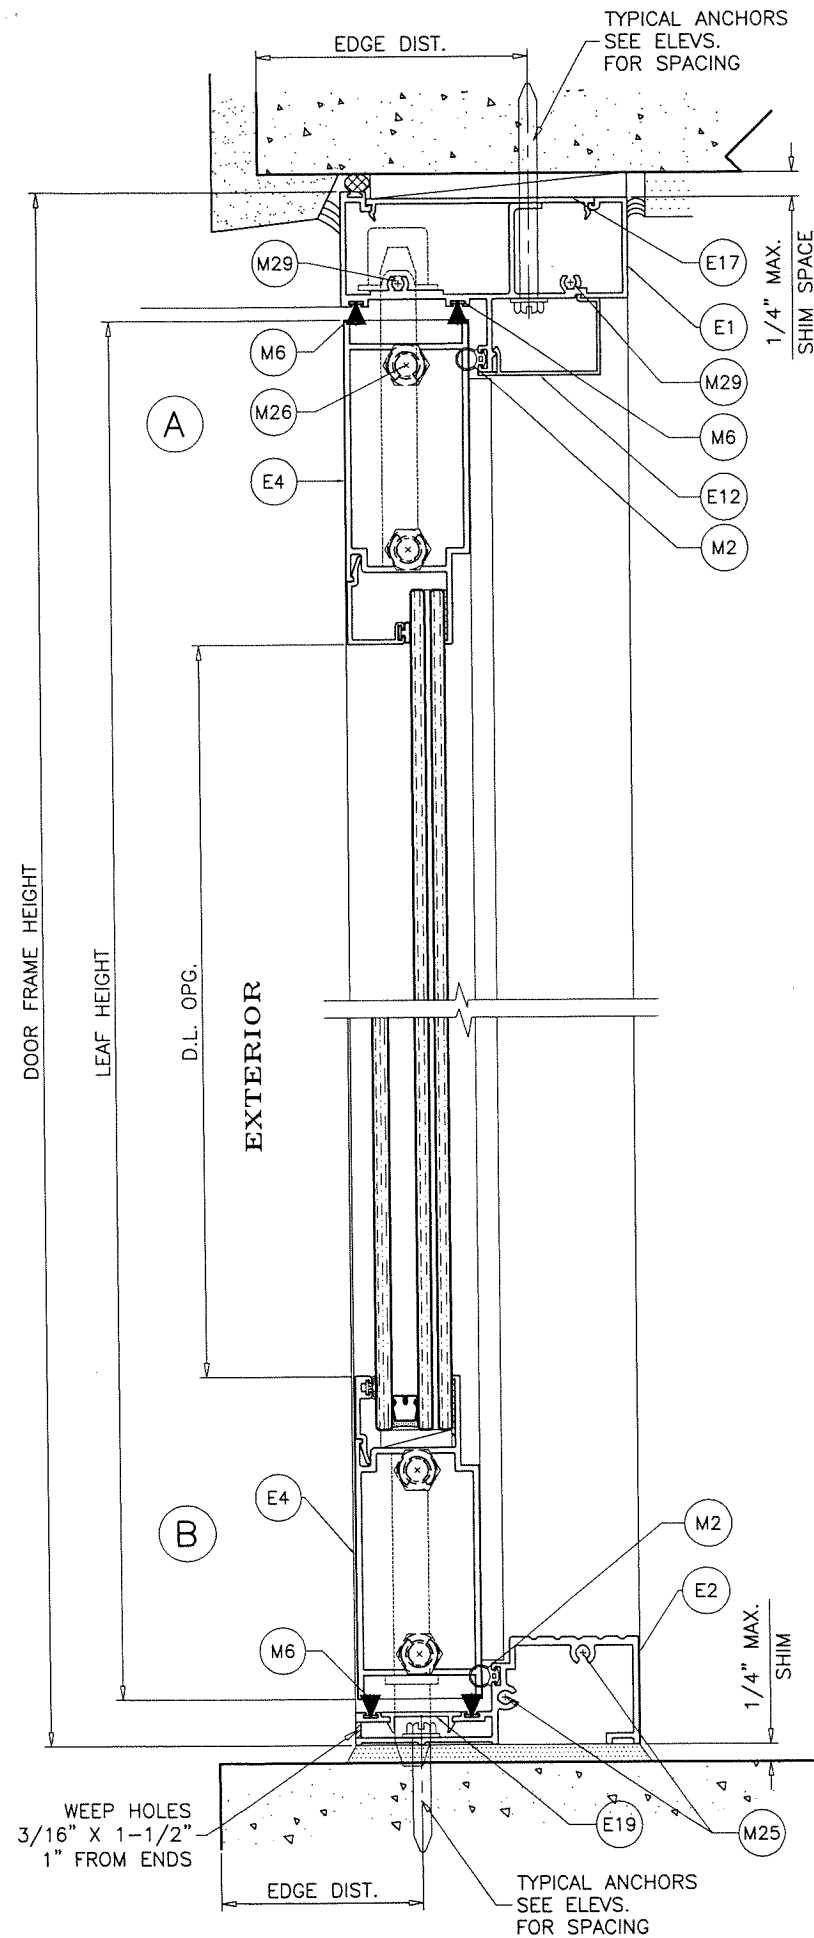 TYPICAL ANCHORS
SEE ELEVS.
FOR SPACING
EDGE DIST.
1/4" MAX.
SHIM SPACE
M29
E17
E1
M6
M29
M26
M6
A
E4
E12
M2
DOOR FRAME HEIGHT
LEAF HEIGHT
D.L. OPG.
EXTERIOR
E4
B
M2
E2
M6
1/4" MAX.
SHIM
WEEP HOLES
3/16" X 1-1/2"
1" FROM ENDS
E19
M25
EDGE DIST.
TYPICAL ANCHORS
SEE ELEVS.
FOR SPACING